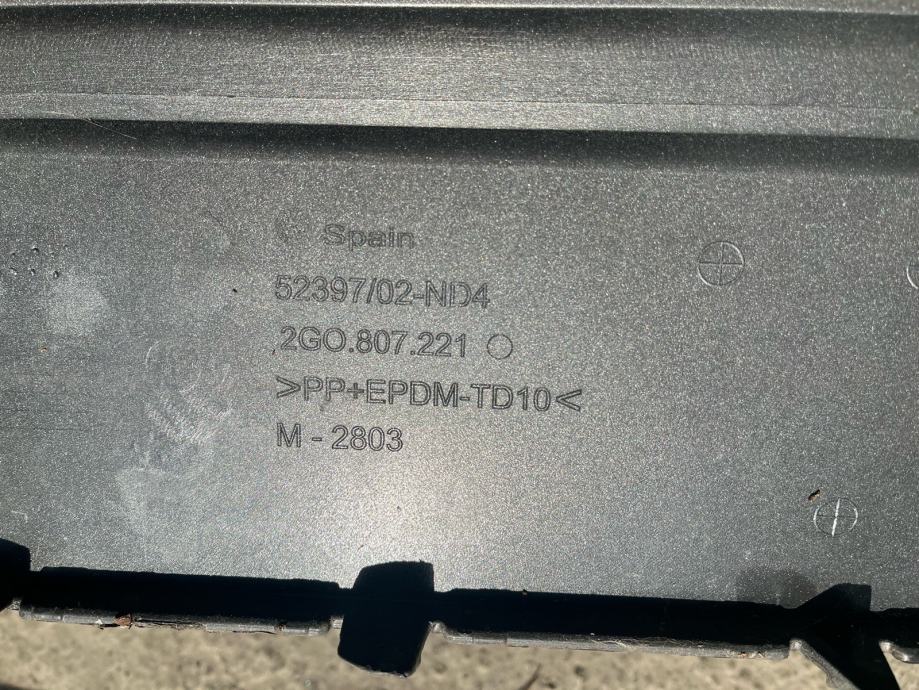 Spain
52397/02-ND4
2GO.807.221
>PP+EPDM-TD10<
M - 2803